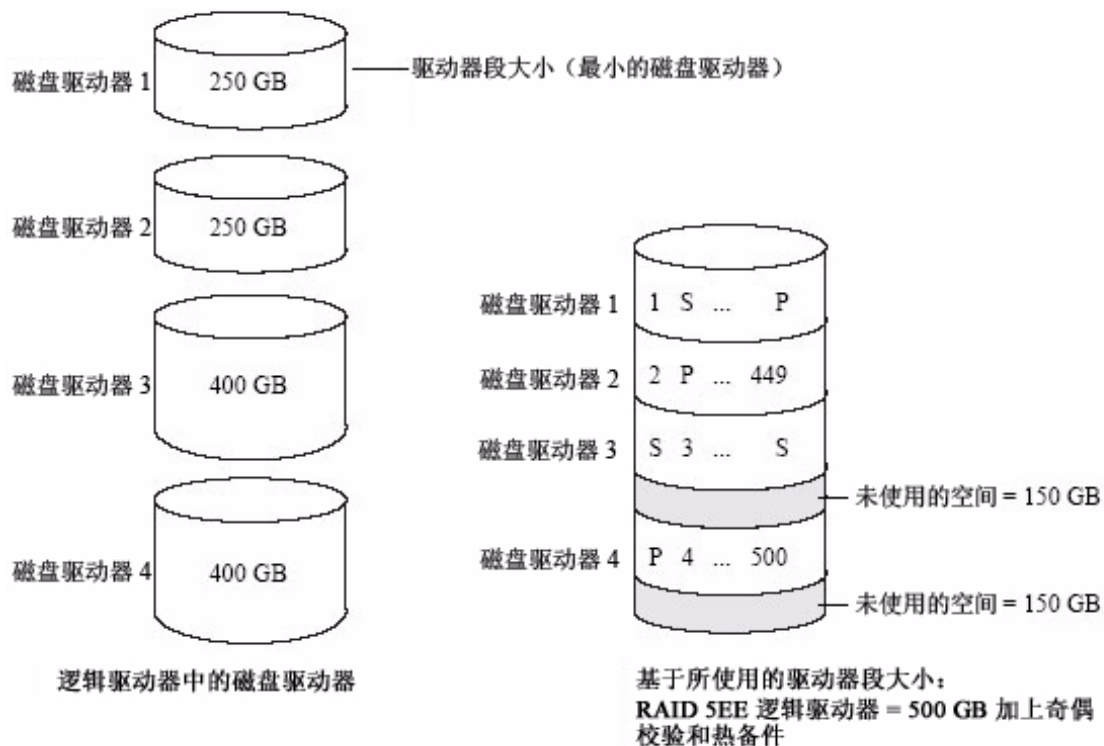 磁盘驱动器 1
250 GB
驱动器段大小（最小的磁盘驱动器）
磁盘驱动器 2
250 GB
磁盘驱动器 3
400 GB
磁盘驱动器 4
400 GB
逻辑驱动器中的磁盘驱动器
磁盘驱动器 1
1 S ... P
磁盘驱动器 2
2 P ... 449
磁盘驱动器 3
S 3 ... S
未使用的空间 = 150 GB
磁盘驱动器 4
P 4 ... 500
未使用的空间 = 150 GB
基于所使用的驱动器段大小：
RAID 5EE 逻辑驱动器 = 500 GB 加上奇偶
校验和热备件